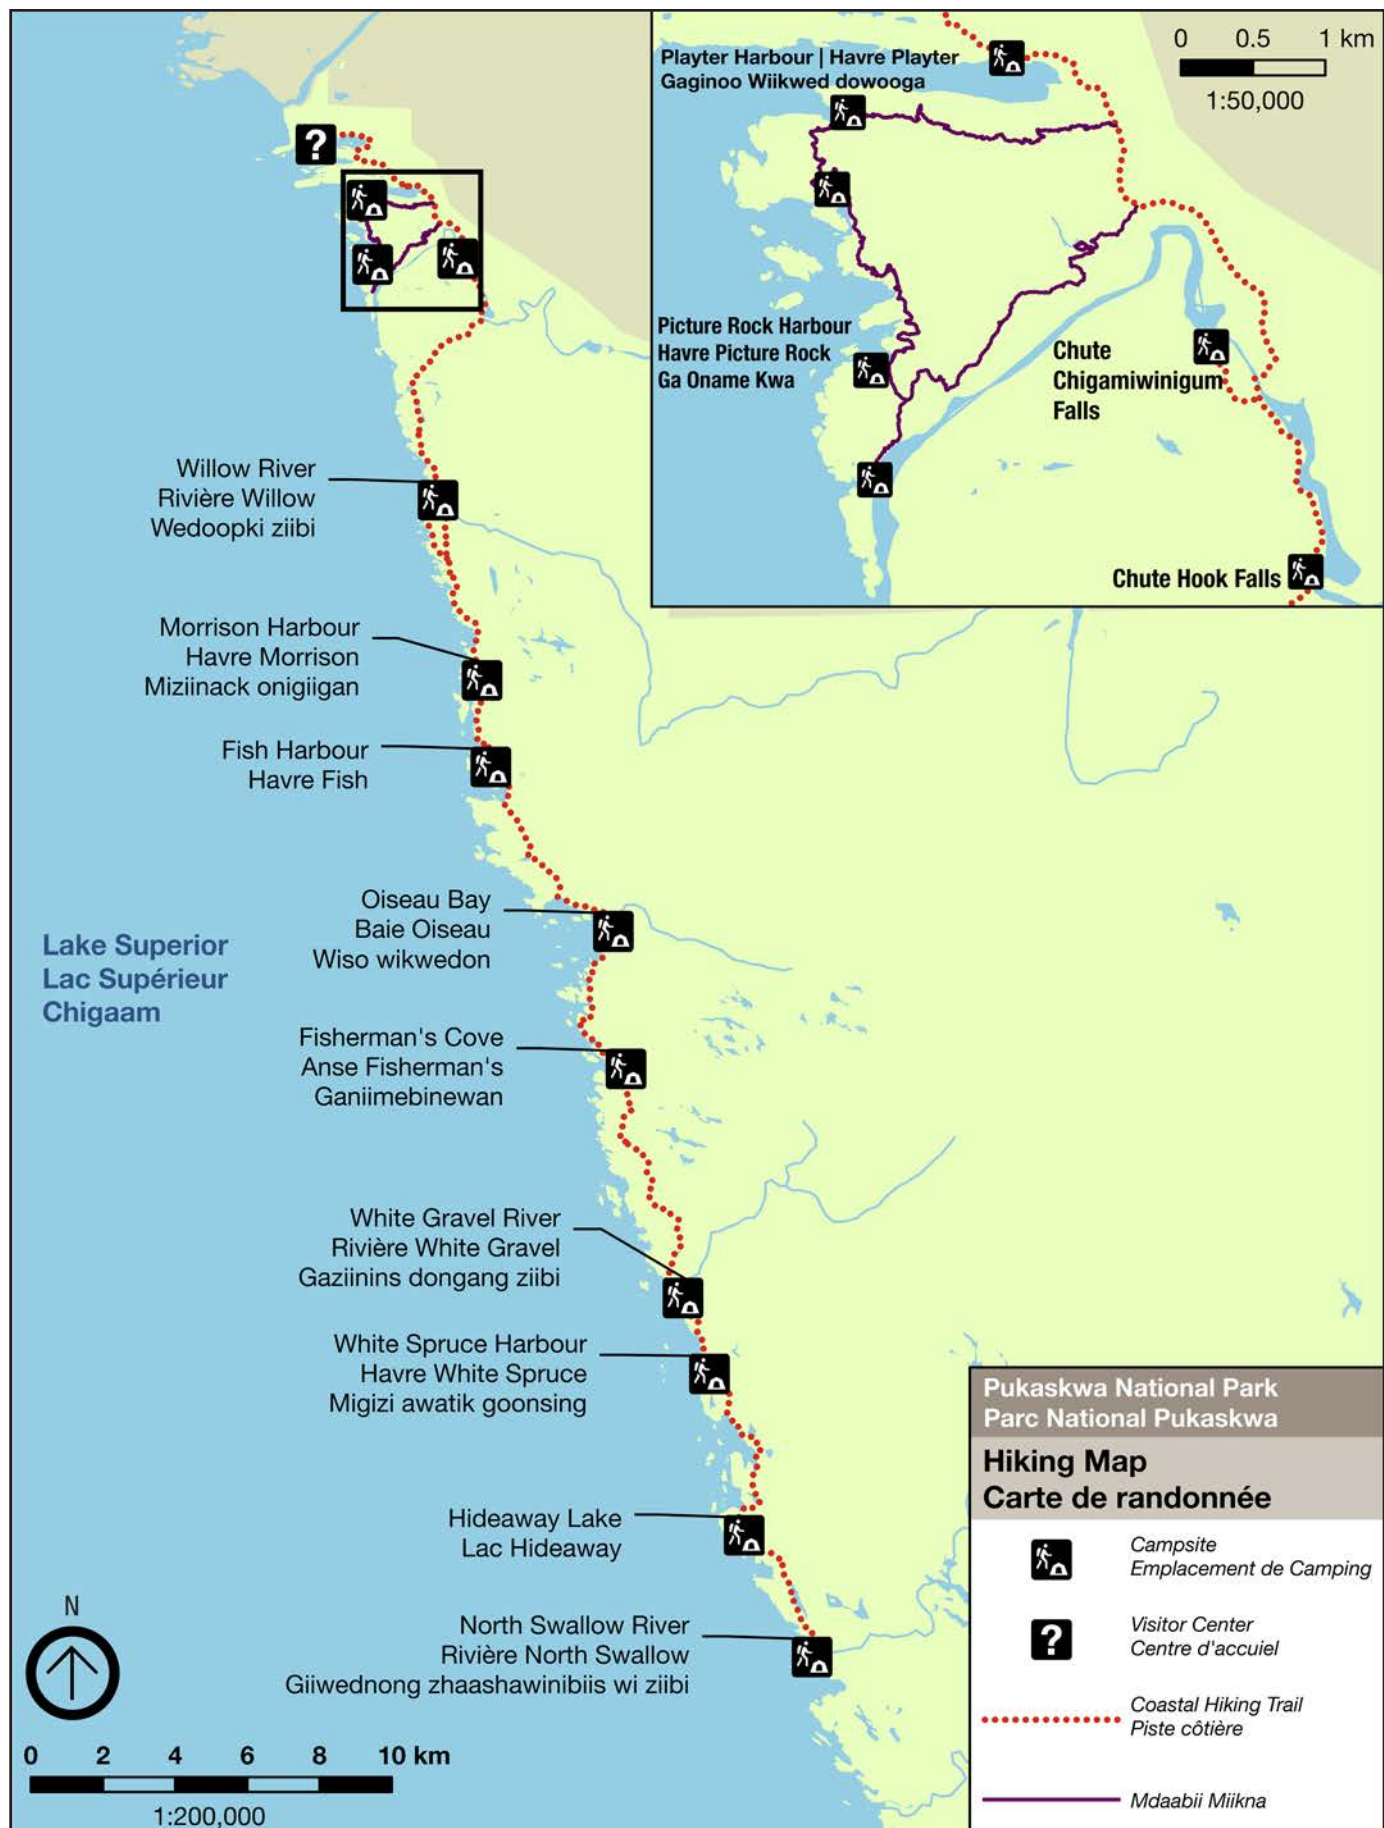 Playter Harbour | Havre Playter
Gaginoo Wiikwed dowooga
0 0.5 1 km
1:50,000
?
Picture Rock Harbour
Havre Picture Rock
Ga Oname Kwa
Chute
Chigamiwinigum
Falls
Chute Hook Falls
Willow River
Rivière Willow
Wedoopki ziibi
Morrison Harbour
Havre Morrison
Miziinack onigiigan
Fish Harbour
Havre Fish
Oiseau Bay
Baie Oiseau
Wiso wikwedon
Lake Superior
Lac Supérieur
Chigaam
Fisherman's Cove
Anse Fisherman's
Ganiimebinewan
White Gravel River
Rivière White Gravel
Gaziinins dongang ziibi
White Spruce Harbour
Havre White Spruce
Migizi awatik goonsing
Hideaway Lake
Lac Hideaway
North Swallow River
Rivière North Swallow
Giiwednong zhaashawinibiis wi ziibi
N
0 2 4 6 8 10 km
1:200,000
Pukaskwa National Park
Parc National Pukaskwa
Hiking Map
Carte de randonnée
Campsite
Emplacement de Camping
?
Visitor Center
Centre d'accuiel
Coastal Hiking Trail
Piste côtière
Mdaabii Miikna